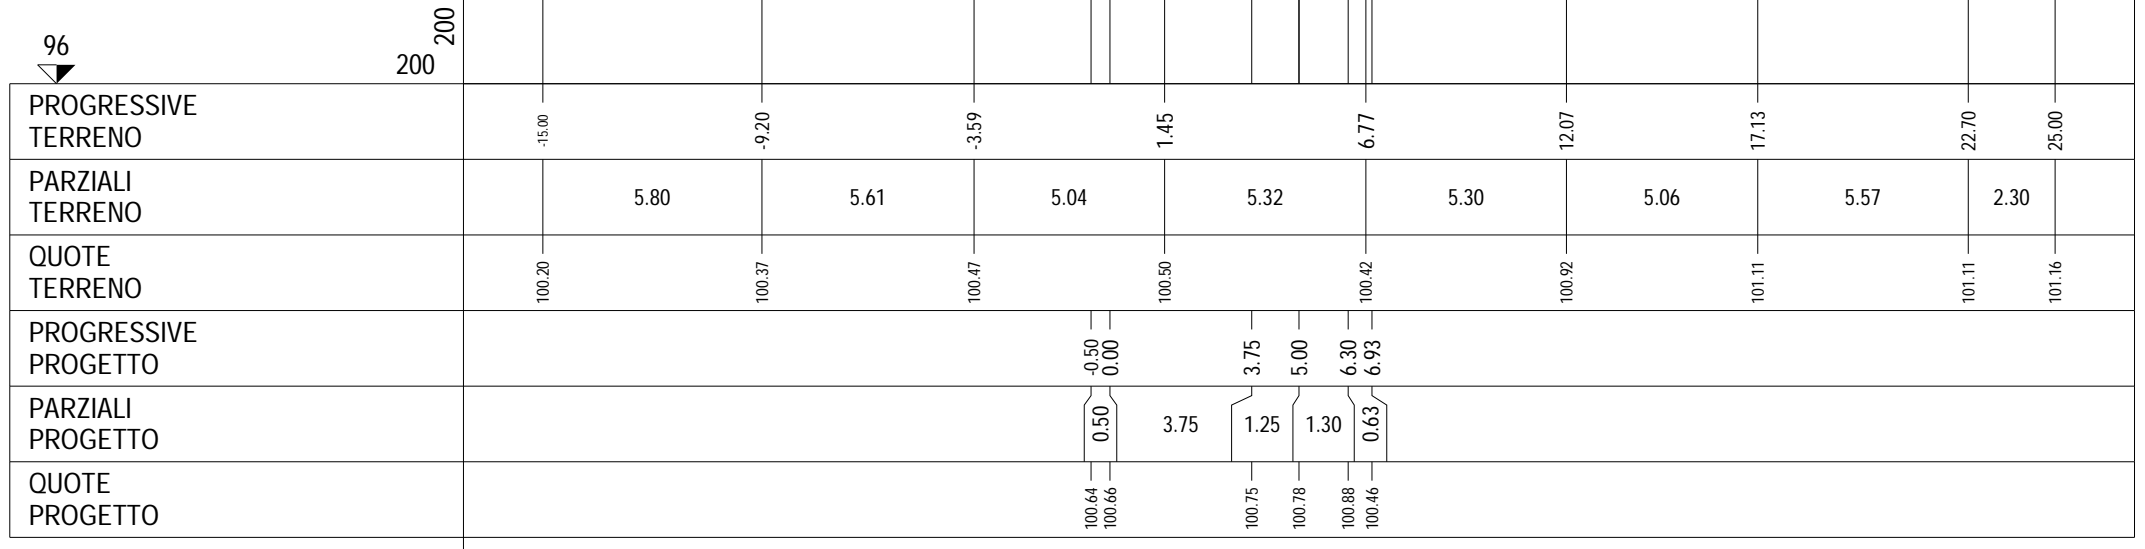 200
96
200
PROGRESSIVE
TERRENO
-15.00 -9.20 -3.59 1.45 6.77 12.07 17.13 22.70 25.00
PARZIALI
TERRENO
5.80 5.61 5.04 5.32 5.30 5.06 5.57 2.30
QUOTE
TERRENO
100.20 100.37 100.47 100.50 100.42 100.92 101.11 101.11 101.16
PROGRESSIVE
PROGETTO
-0.50 0.00 3.75 5.00 6.30 6.93
PARZIALI
PROGETTO
0.50 3.75 1.25 1.30 0.63
QUOTE
PROGETTO
100.64 100.66 100.75 100.78 100.88 100.46